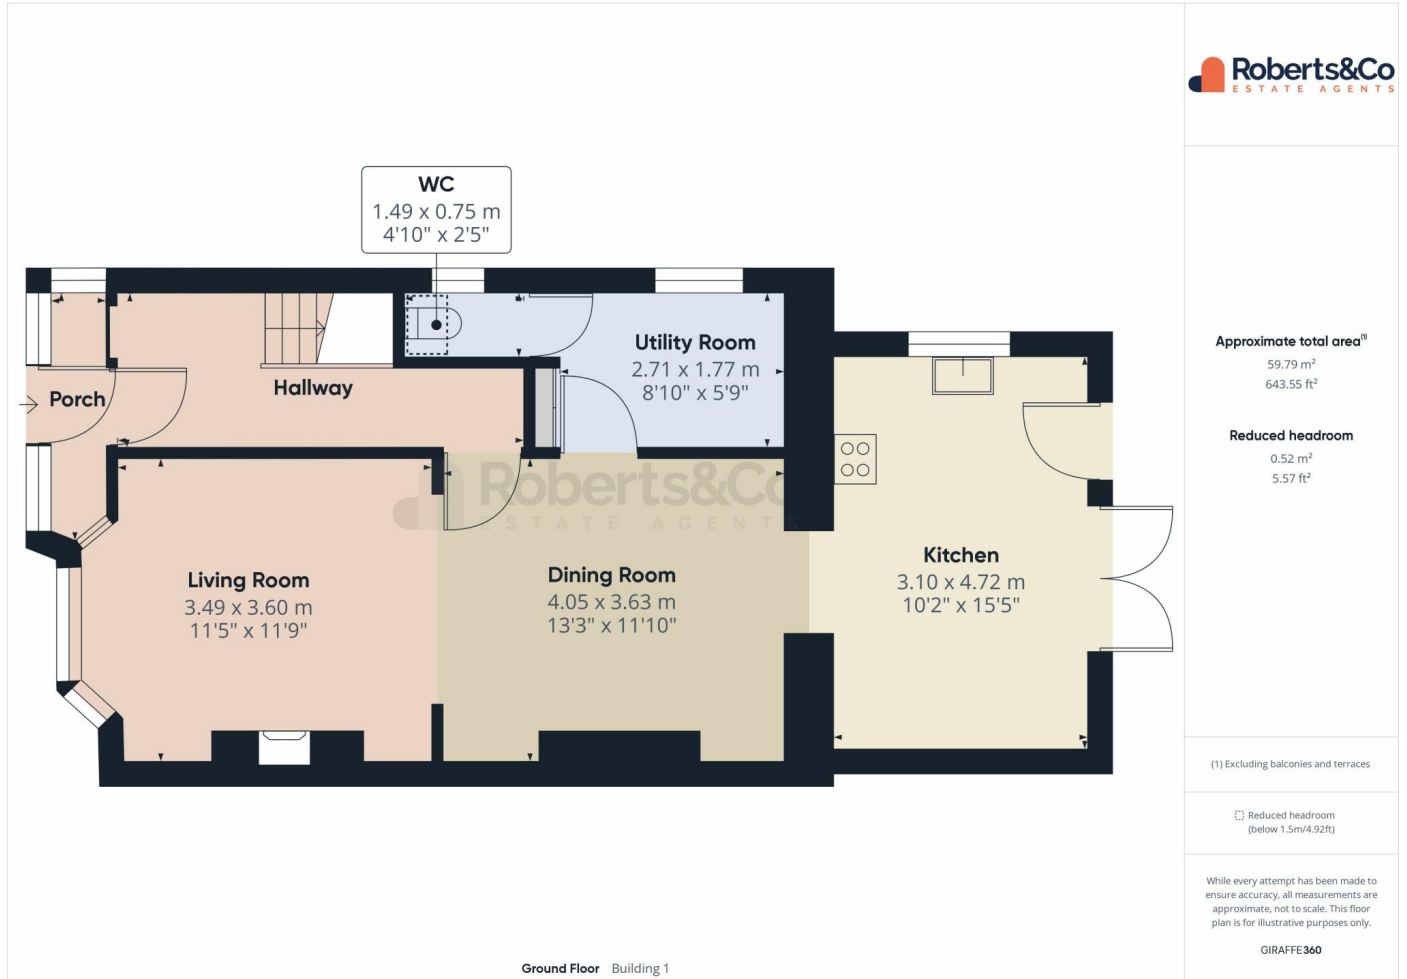 Roberts&Co
ESTATE AGENTS
WC
1.49 x 0.75 m
4'10" x 2'5"
Utility Room
2.71 x 1.77 m
8'10" x 5'9"
Porch
Hallway
Roberts&Co
ESTATE AGENTS
Living Room
3.49 x 3.60 m
11'5" x 11'9"
Dining Room
4.05 x 3.63 m
13'3" x 11'10"
Kitchen
3.10 x 4.72 m
10'2" x 15'5"
Approximate total area⁽¹⁾
59.79 m²
643.55 ft²
Reduced headroom
0.52 m²
5.57 ft²
(1) Excluding balconies and terraces
Reduced headroom
(below 1.5m/4.92ft)
While every attempt has been made to
ensure accuracy, all measurements are
approximate, not to scale. This floor
plan is for illustrative purposes only.
GIRAFFE360
Ground Floor Building 1